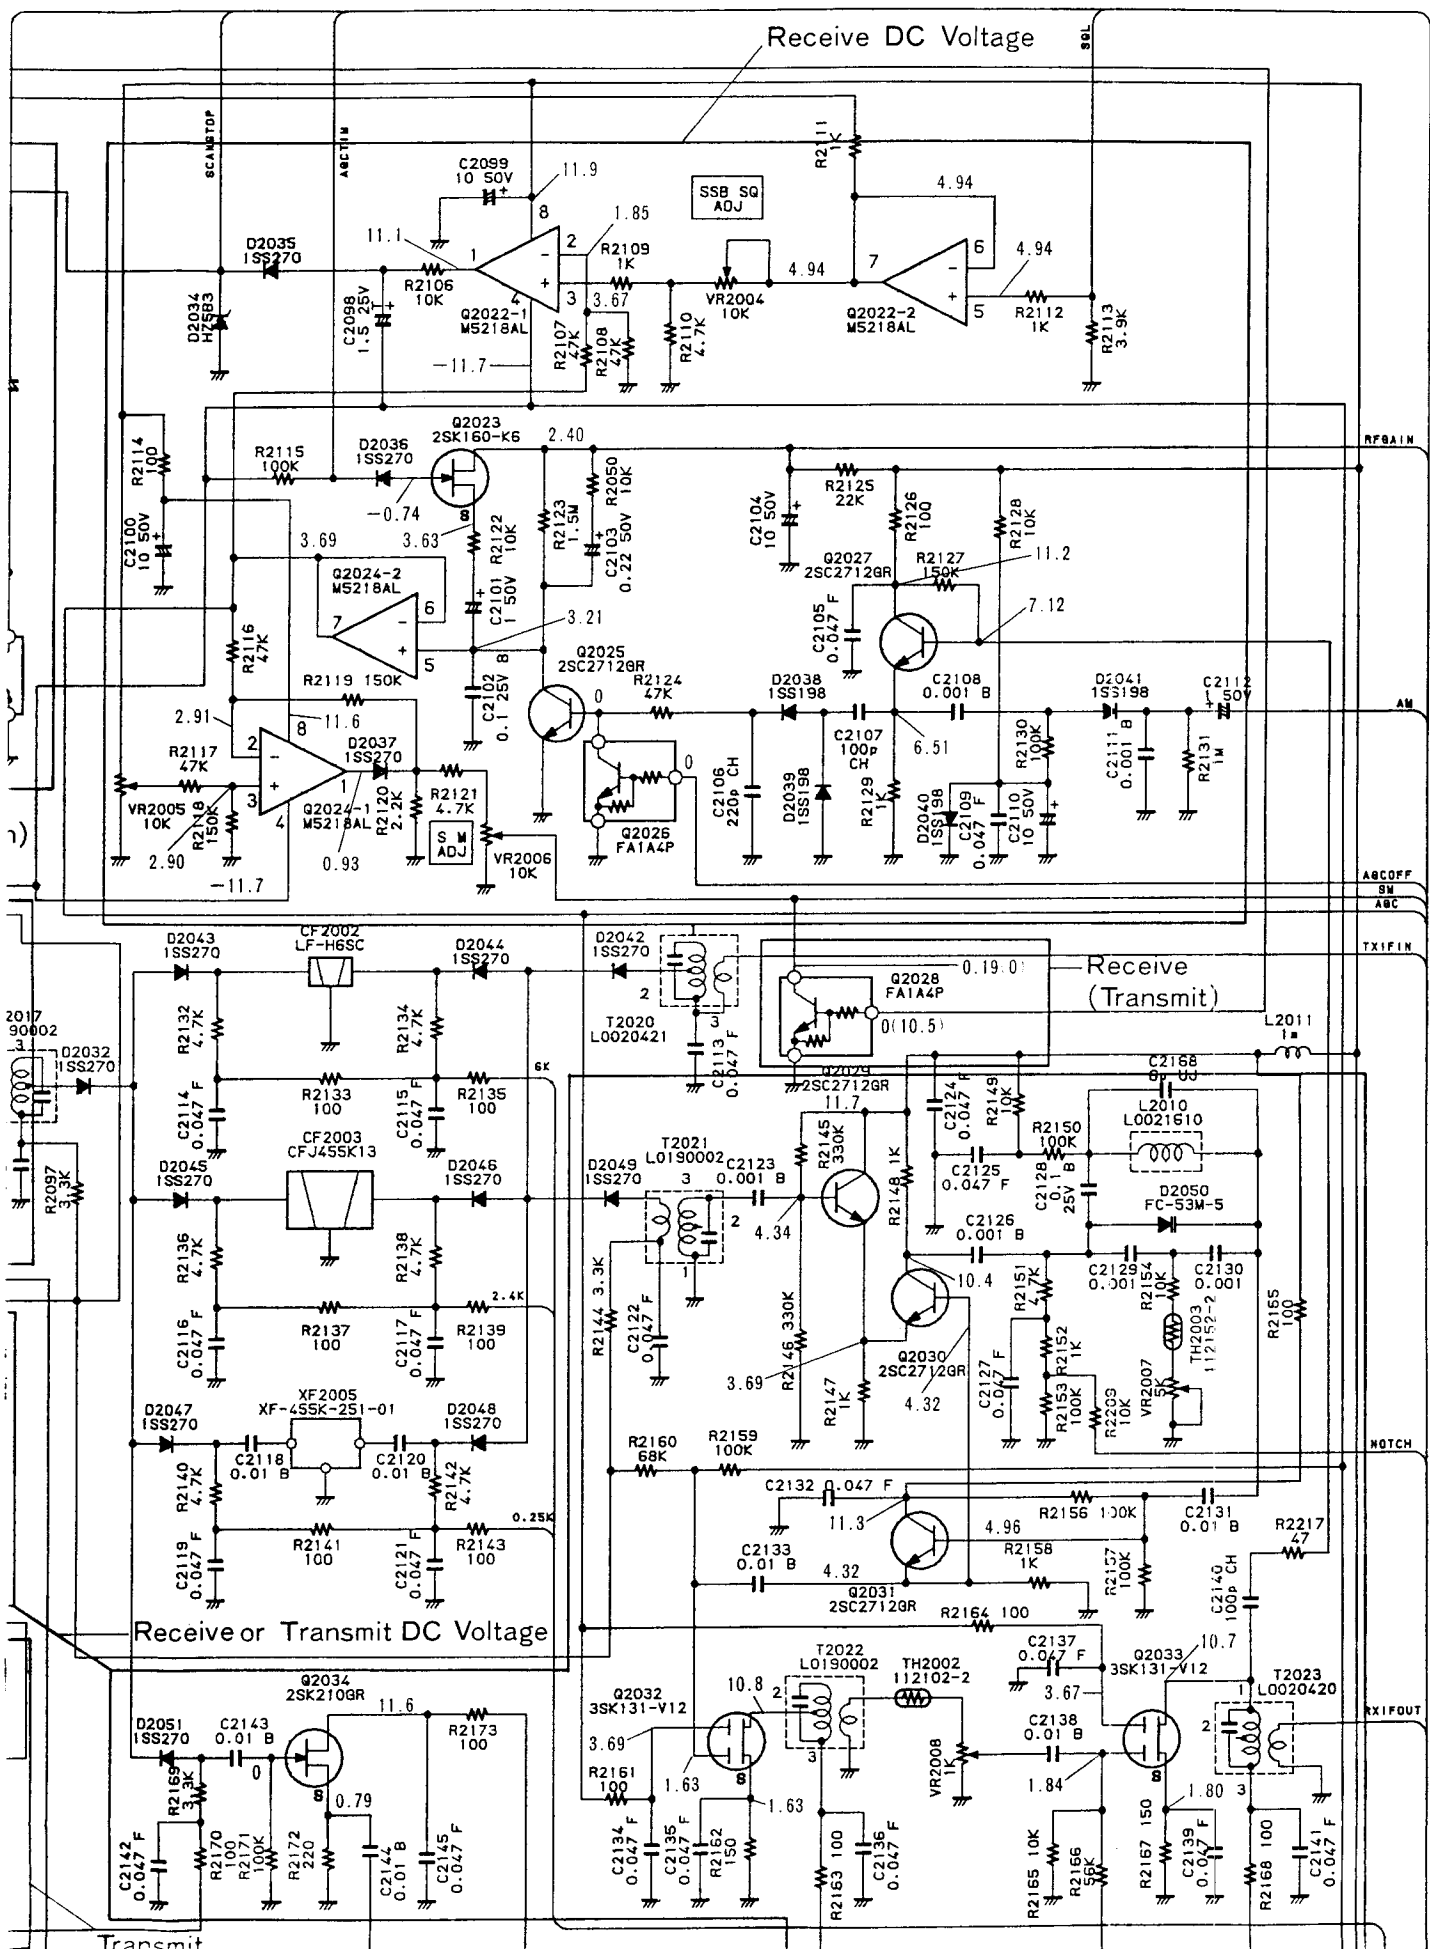 Receive DC Voltage
SQL
SCANSTOP
AGCTIM
R2111
1K
C2099
10 50V
11.9
SSB SQ
ADJ
4.94
1.85
D2035
1SS270
11.1
1
8
2
3
4
R2109
1K
4.94
7
6
5
4.94
R2106
10K
VR2004
10K
Q2022-2
M5218AL
R2112
1K
R2113
3.9K
D2034
C2098
1.5 25V
Q2022-1
M5218AL
3.67
R2107
47K
R2108
47K
R2110
4.7K
-11.7
Q2023
2SK160-K6
2.40
RFGAIN
R2114
100
R2115
100K
D2036
1SS270
R2050
10K
R2125
22K
R2126
100
R2128
10K
-0.74
S
R2123
1.5M
C2104
10 50V
C2100
10 50V
3.69
3.63
R2122
10K
C2103
0.22 50V
Q2027
2SC2712GR
R2127
150K
11.2
Q2024-2
M5218AL
C2101
1 50V
3.21
C2105
0.047 F
7.12
7
6
5
R2116
47K
Q2025
2SC2712GR
R2119 150K
C2102
0.1 25V B
0
R2124
47K
D2038
1SS198
C2108
0.001 B
D2041
1SS198
C2112
1 50V
AM
2.91
11.6
8
D2037
1SS270
C2107
100p
CH
6.51
R2130
100K
C2111
0.001 B
R2131
1M
R2117
47K
2
3
1
4
0
C2106
220p CH
D2039
1SS198
R2129
1K
VR2005
10K
R2118
150K
Q2024-1
M5218AL
R2120
2.2K
R2121
4.7K
D2040
1SS198
C2109
0.047 F
C2110
10 50V
S M
ADJ
Q2026
FA1A4P
2.90
0.93
VR2006
10K
-11.7
AGCOFF
SM
AGC
D2043
1SS270
CF2002
LF-H6SC
D2044
1SS270
D2042
1SS270
TXIFIN
0.19(0)
Receive
(Transmit)
2
3
Q2028
FA1A4P
0(10.5)
R2132
4.7K
R2134
4.7K
T2020
L0020421
C2113
0.047 F
L2011
1m
2017
90002
3
D2032
1SS270
6K
Q2029
2SC2712GR
C2168
L2010
L0021610
R2133
100
R2135
100
11.7
C2124
0.047 F
R2149
10K
C2114
0.047 F
C2115
0.047 F
CF2003
CFJ455K13
T2021
L0190002
R2145
330K
R2150
100K
D2045
1SS270
D2046
1SS270
D2049
1SS270
C2123
0.001 B
R2148 1K
C2125
0.047 F
C2128
0.1
25V B
D2050
FC-53M-5
R2097
3.3K
3
2
1
4.34
C2126
0.001 B
R2136
4.7K
R2138
4.7K
10.4
R2151
4.7K
C2129
0.001
R2154
10K
C2130
0.001
2.4K
R2144 3.3K
C2122
0.047 F
R2146 330K
R2165
100
R2137
100
R2139
100
C2116
0.047 F
C2117
0.047 F
Q2030
2SC2712GR
C2127
0.047 F
R2152
1K
TH2003
112152-2
3.69
4.32
R2147
1K
R2153
100K
VR2007
5K
D2047
1SS270
XF2005
XF-455K-251-01
D2048
1SS270
10K
NOTCH
C2118
0.01 B
C2120
0.01 B
R2140
4.7K
R2142
4.7K
R2160
68K
R2159
100K
C2132 0.047 F
11.3
R2156 100K
C2131
0.01 B
0.25K
4.96
R2217
47
R2141
100
R2143
100
C2119
0.047 F
C2121
0.047 F
C2133
0.01 B
4.32
R2158
1K
R2157
100K
C2140
100p CH
Q2031
2SC2712GR
Receive or Transmit DC Voltage
R2164 100
Q2034
2SK210GR
T2022
L0190002
TH2002
112102-2
C2137
0.047 F
Q2033
3SK131-V12
10.7
T2023
L0020420
Q2032
3SK131-V12
10.8
3.67
1
D2051
1SS270
C2143
0.01 B
11.6
R2173
100
3.69
2
3
C2138
0.01 B
2
RXIFOUT
0
R2161
100
1.63
S
VR2008
1K
1.84
S
3
R2169
3.3K
S
0.79
1.63
1.80
C2142
0.047 F
R2170
100
R2171
100K
R2172
220
C2144
0.01 B
C2145
0.047 F
C2134
0.047 F
C2135
0.047 F
R2162
150
R2163 100
C2136
0.047 F
R2165 10K
R2166
56K
R2167 150
C2139
0.047 F
R2168 100
C2141
0.047 F
Transmit